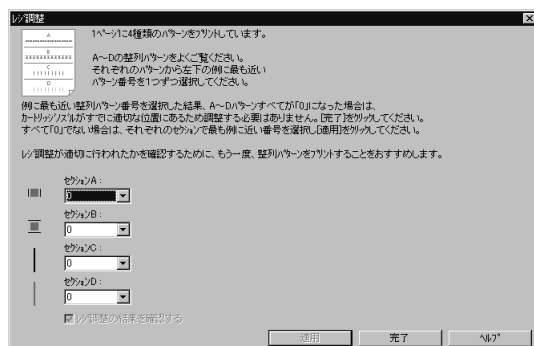 ﾚｼﾞ調整
A
B
C
D
1ﾍﾟｰｼﾞに4種類のﾊﾟﾀｰﾝをﾌﾟﾘﾝﾄしています。
A～Dの整列ﾊﾟﾀｰﾝをよくご覧ください。
それぞれのﾊﾟﾀｰﾝから左下の例に最も近い
ﾊﾟﾀｰﾝ番号を1つずつ選択してください。
例に最も近い整列ﾊﾟﾀｰﾝ番号を選択した結果、A～Dﾊﾟﾀｰﾝすべてが｢0｣になった場合は、
ｶｰﾄﾘｯｼﾞﾉｽﾞﾙがすでに適切な位置にあるため調整する必要はありません。[完了]をｸﾘｯｸしてください。
すべて｢0｣でない場合は、それぞれのｾｸｼｮﾝで最も例に近い番号を選択し[適用]をｸﾘｯｸしてください。
ﾚｼﾞ調整が適切に行われたかを確認するために、もう一度、整列ﾊﾟﾀｰﾝをﾌﾟﾘﾝﾄすることをおすすめします。
ｾｸｼｮﾝA：
0
ｾｸｼｮﾝB：
0
ｾｸｼｮﾝC：
0
ｾｸｼｮﾝD：
0
ﾚｼﾞ調整の結果を確認する
適用
完了
ﾍﾙﾌﾟ